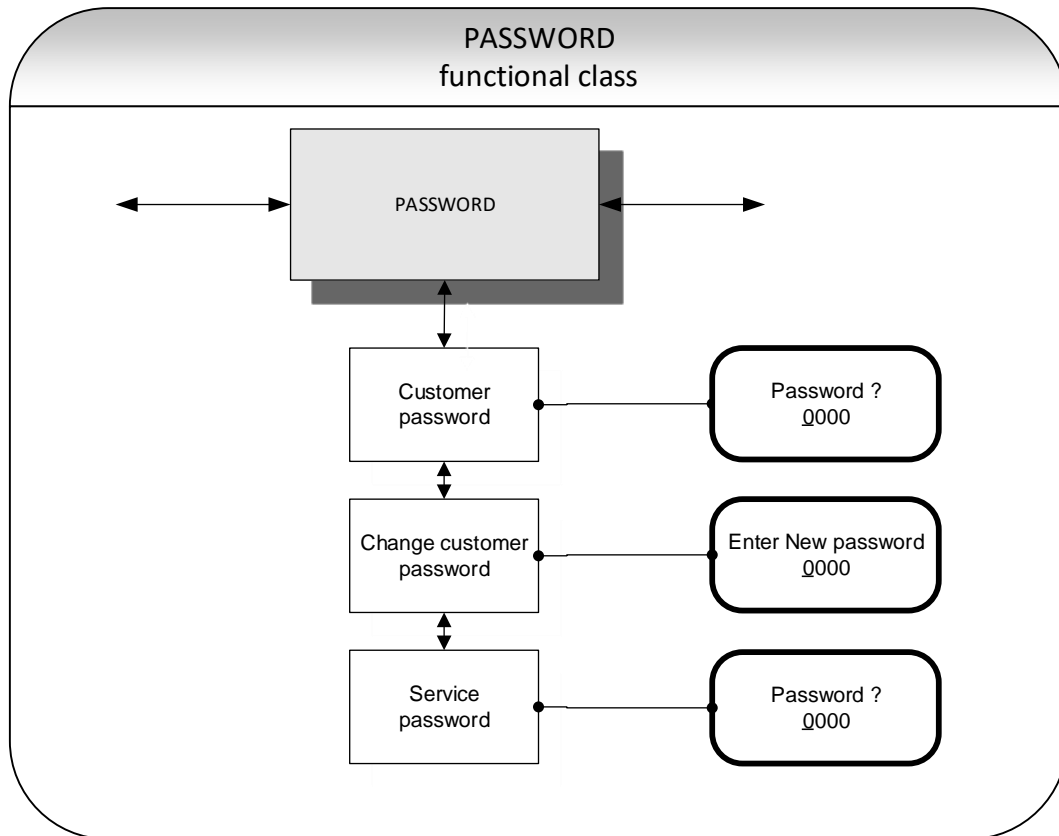 PASSWORD
functional class
PASSWORD
Customer
password
Password ?
0000
Change customer
password
Enter New password
0000
Service
password
Password ?
0000